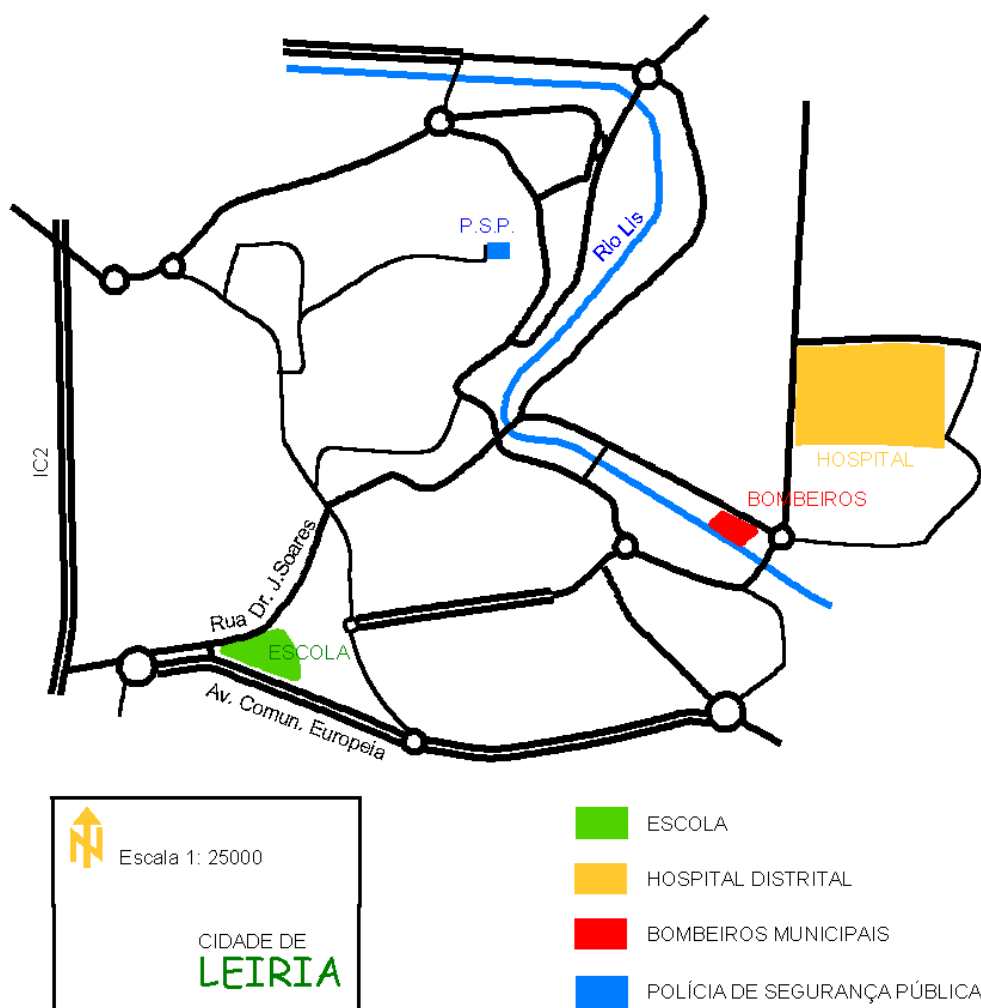 P.S.P.
Rio Lis
IC2
HOSPITAL
BOMBEIROS
Rua Dr. J.Soares
ESCOLA
Av. Comun. Europeia
N
Escala 1: 25000
CIDADE DE
LEIRIA
ESCOLA
HOSPITAL DISTRITAL
BOMBEIROS MUNICIPAIS
POLÍCIA DE SEGURANÇA PÚBLICA